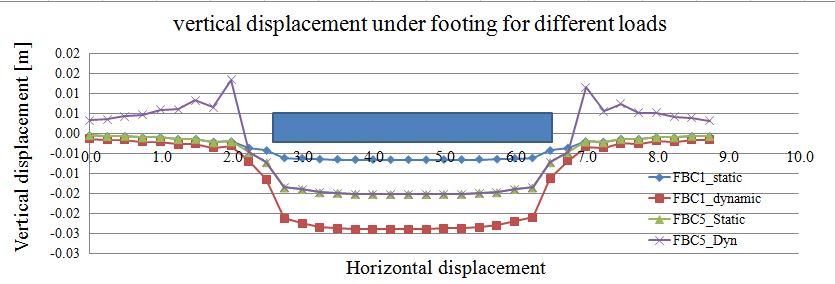 vertical displacement under footing for different loads
Vertical displacement [m]
0.02
0.02
0.01
0.01
0.00
-0.01
-0.01
-0.02
-0.02
-0.03
-0.03
0.0 1.0 2.0 3.0 4.0 5.0 6.0 7.0 8.0 9.0 10.0
FBC1_static
FBC1_dynamic
FBC5_Static
FBC5_Dyn
Horizontal displacement